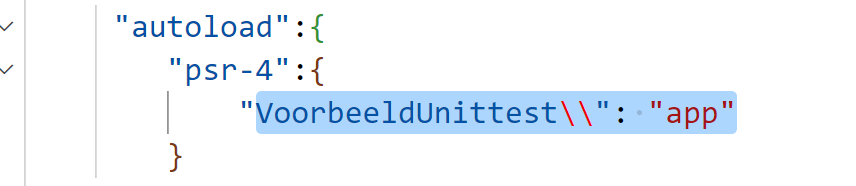 "autoload":{
"psr-4":{
"VoorbeeldUnittest\\": "app"
}